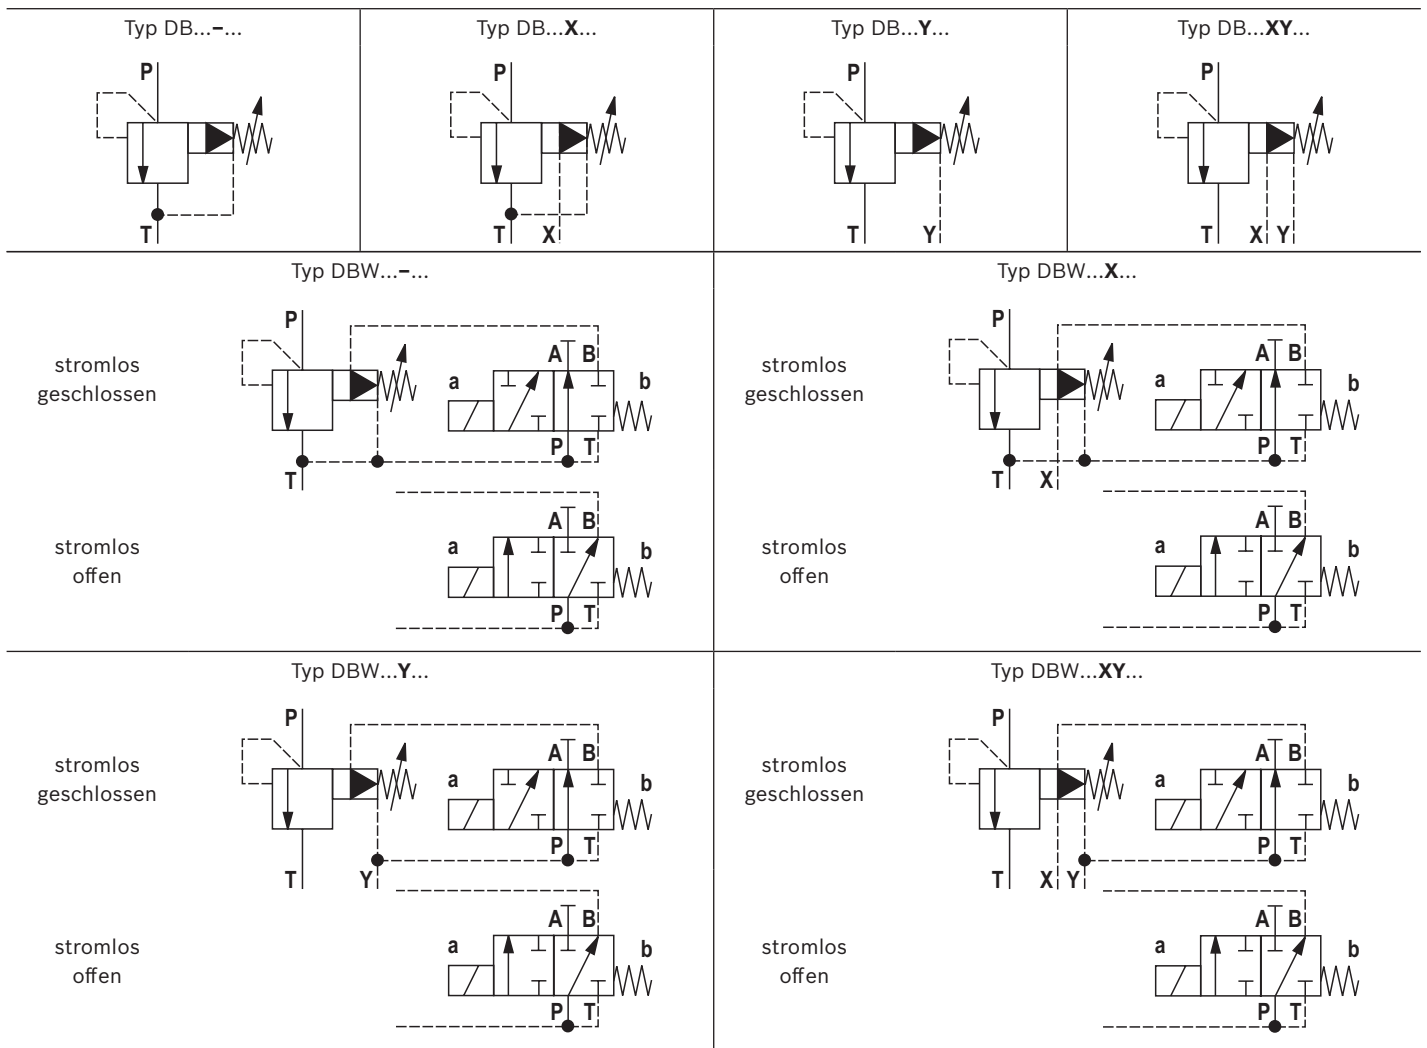 Typ DB...–...
Typ DB...X...
Typ DB...Y...
Typ DB...XY...
P
P
P
P
T
T X
T Y
T X Y
Typ DBW...–...
Typ DBW...X...
stromlos
geschlossen
P
A B
a b
P T
T
stromlos
geschlossen
P
A B
a b
P T
T X
stromlos
offen
A B
a b
P T
stromlos
offen
A B
a b
P T
Typ DBW...Y...
Typ DBW...XY...
stromlos
geschlossen
P
A B
a b
P T
T Y
stromlos
geschlossen
P
A B
a b
P T
T X Y
stromlos
offen
A B
a b
P T
stromlos
offen
A B
a b
P T